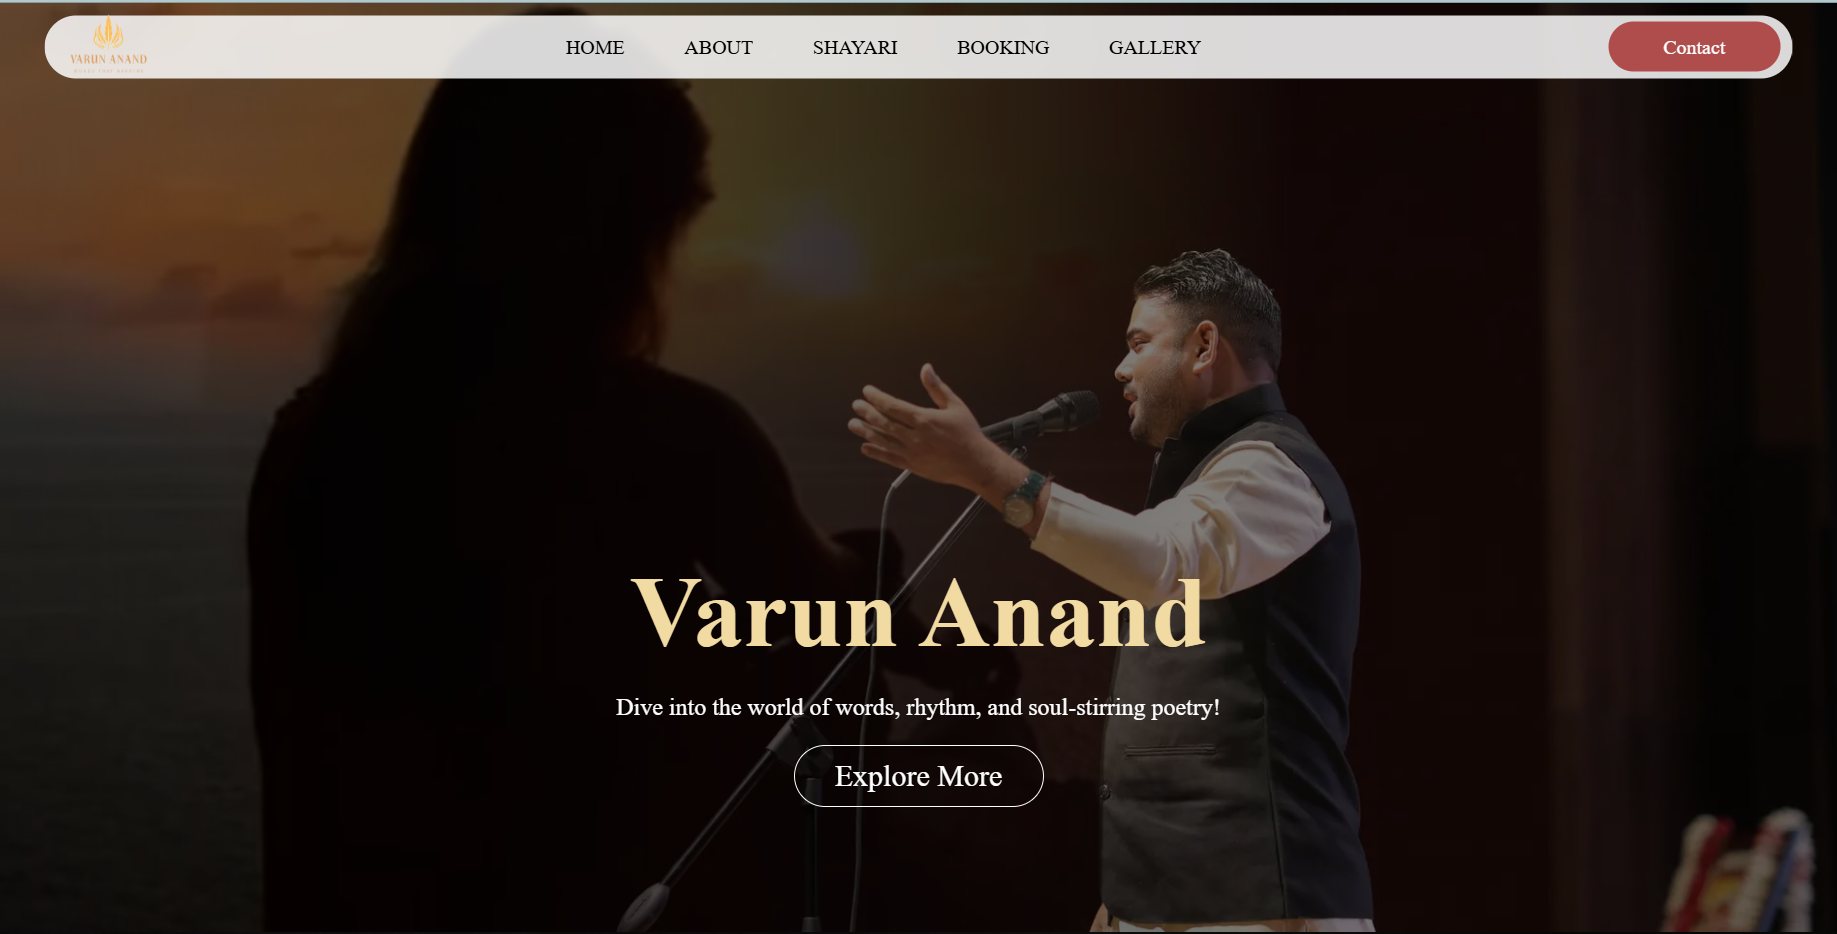 VARUN ANAND
HOME
ABOUT
SHAYARI
BOOKING
GALLERY
Contact
Varun Anand
Dive into the world of words, rhythm, and soul-stirring poetry!
Explore More